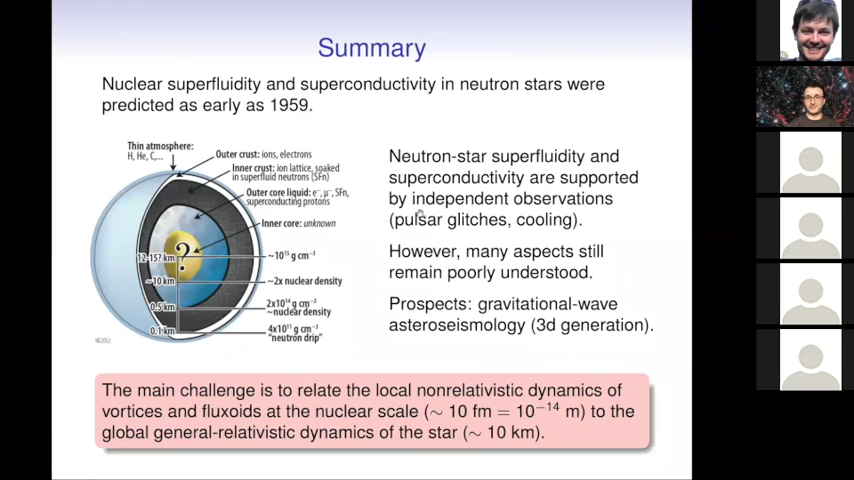 Summary
Nuclear superfluidity and superconductivity in neutron stars were
predicted as early as 1959.
Thin atmosphere:
H, He, C,...
Outer crust: ions, electrons
Inner crust: ion lattice, soaked
in superfluid neutrons (SFn)
Outer core liquid: e⁻, μ⁻, SFn,
superconducting protons
Inner core: unknown
?
12-15? km
~10¹⁵ g cm⁻³
~10 km
~2x nuclear density
0.5 km
2x10¹⁴ g cm⁻³
~nuclear density
0.1 km
4x10¹¹ g cm⁻³
"neutron drip"
Neutron-star superfluidity and
superconductivity are supported
by independent observations
(pulsar glitches, cooling).
However, many aspects still
remain poorly understood.
Prospects: gravitational-wave
asteroseismology (3d generation).
The main challenge is to relate the local nonrelativistic dynamics of
vortices and fluxoids at the nuclear scale (∼ 10 fm = 10⁻¹⁴ m) to the
global general-relativistic dynamics of the star (∼ 10 km).